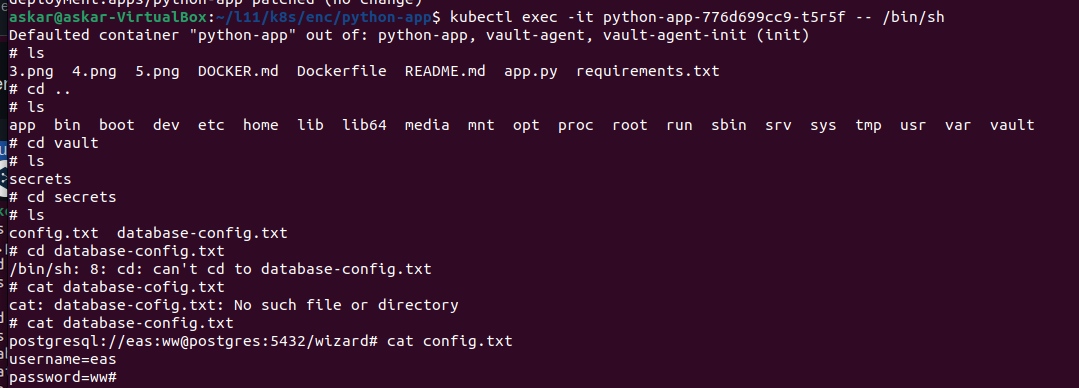 deployment.apps/python-app patched (no change)
askar@askar-VirtualBox:~/l11/k8s/enc/python-app$ kubectl exec -it python-app-776d699cc9-t5r5f -- /bin/sh
Defaulted container "python-app" out of: python-app, vault-agent, vault-agent-init (init)
# ls
3.png  4.png  5.png  DOCKER.md  Dockerfile  README.md  app.py  requirements.txt
# cd ..
# ls
app  bin  boot  dev  etc  home  lib  lib64  media  mnt  opt  proc  root  run  sbin  srv  sys  tmp  usr  var  vault
# cd vault
# ls
secrets
# cd secrets
# ls
config.txt  database-config.txt
# cd database-config.txt
/bin/sh: 8: cd: can't cd to database-config.txt
# cat database-cofig.txt
cat: database-cofig.txt: No such file or directory
# cat database-config.txt
postgresql://eas:ww@postgres:5432/wizard# cat config.txt
username=eas
password=ww#